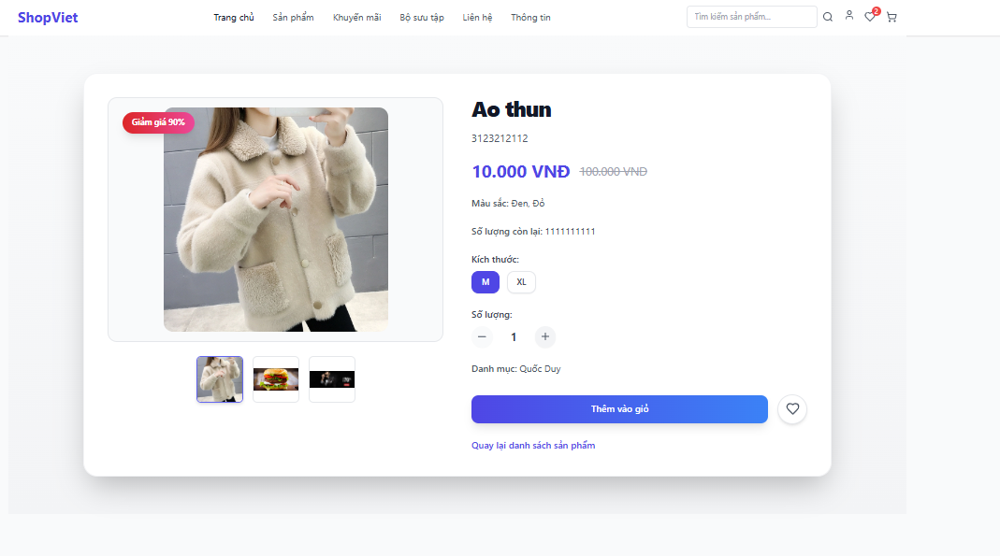 ShopViet
Trang chủ
Sản phẩm
Khuyến mãi
Bộ sưu tập
Liên hệ
Thông tin
Tìm kiếm sản phẩm...
2
Giảm giá 90%
Ao thun
3123212112
10.000 VNĐ 100.000 VNĐ
Màu sắc: Đen, Đỏ
Số lượng còn lại: 1111111111
Kích thước:
M XL
Số lượng:
− 1 +
Danh mục: Quốc Duy
Thêm vào giỏ
Quay lại danh sách sản phẩm